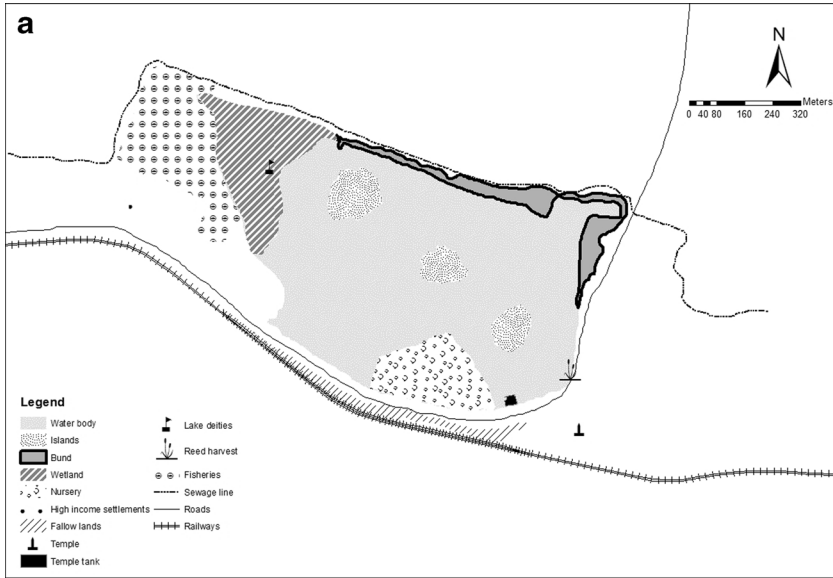 a
N
Meters
0 40 80 160 240 320
Legend
Water body
Islands
Bund
Wetland
Nursery
High income settlements
Fallow lands
Temple
Temple tank
Lake deities
Reed harvest
Fisheries
Sewage line
Roads
Railways